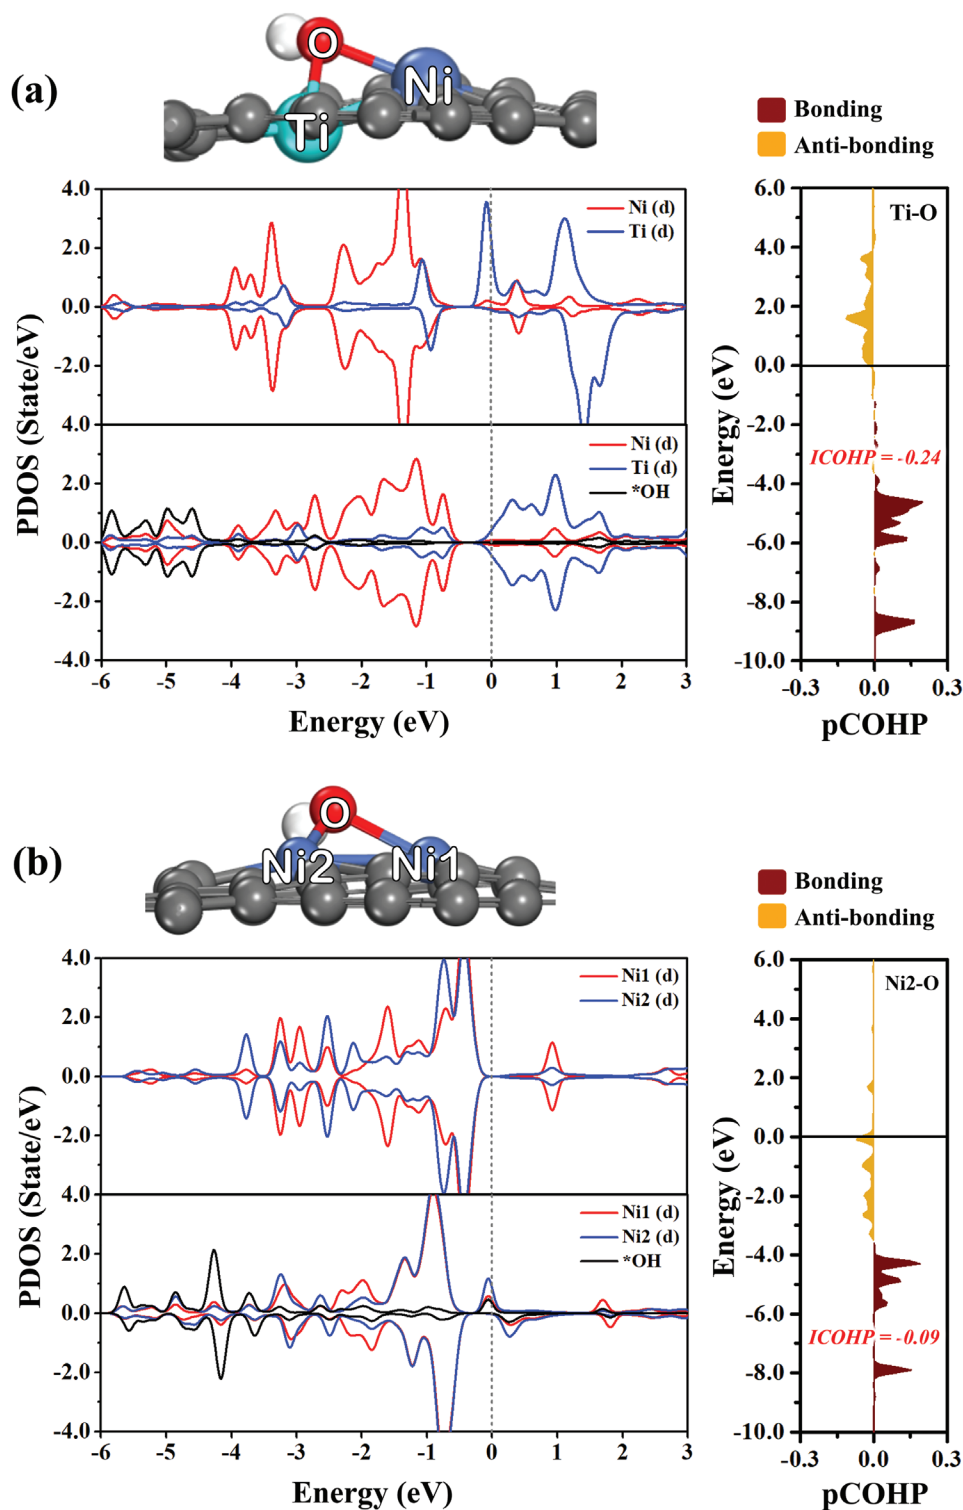 (a)
O
Ni
Ti
Bonding
Anti-bonding
4.0
2.0
0.0
-2.0
4.0
2.0
0.0
-2.0
-4.0
PDOS (State/eV)
Ni (d)
Ti (d)
Ni (d)
Ti (d)
*OH
-6 -5 -4 -3 -2 -1 0 1 2 3
Energy (eV)
6.0
4.0
2.0
0.0
-2.0
-4.0
-6.0
-8.0
-10.0
Energy (eV)
Ti-O
ICOHP = -0.24
-0.3 0.0 0.3
pCOHP
(b)
O
Ni2 Ni1
Bonding
Anti-bonding
4.0
2.0
0.0
-2.0
4.0
2.0
0.0
-2.0
-4.0
PDOS (State/eV)
Ni1 (d)
Ni2 (d)
Ni1 (d)
Ni2 (d)
*OH
-6 -5 -4 -3 -2 -1 0 1 2 3
Energy (eV)
6.0
4.0
2.0
0.0
-2.0
-4.0
-6.0
-8.0
-10.0
Energy (eV)
Ni2-O
ICOHP = -0.09
-0.3 0.0 0.3
pCOHP